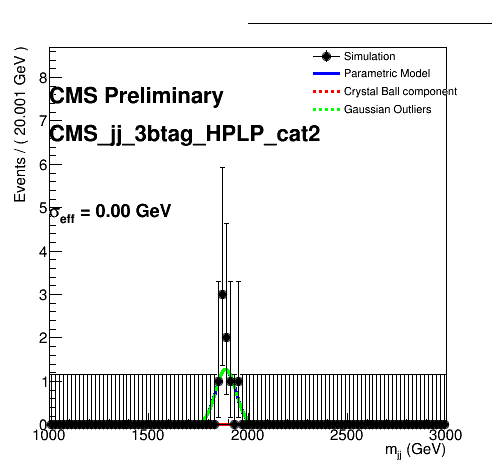 Simulation
Parametric Model
Crystal Ball component
Gaussian Outliers
CMS Preliminary
CMS_jj_3btag_HPLP_cat2
σeff = 0.00 GeV
Events / ( 20.001 GeV )
8
7
6
5
4
3
2
1
0
1000 1500 2000 2500 3000
mjj (GeV)